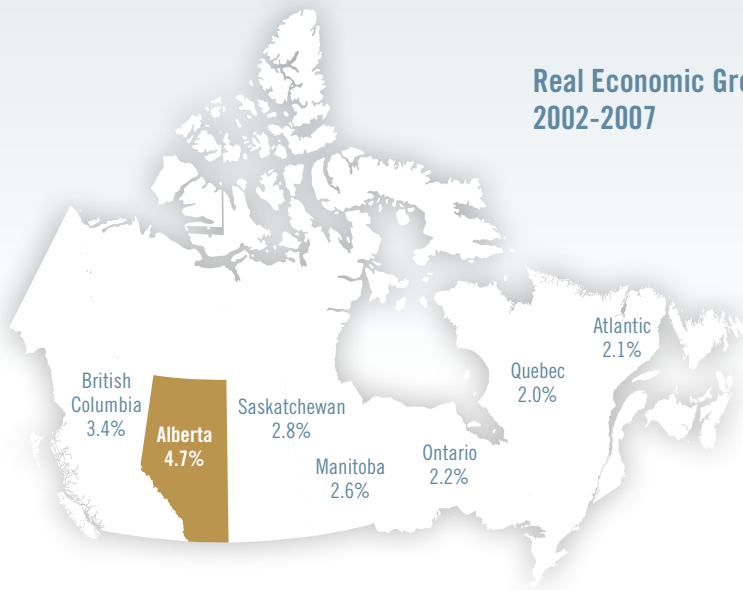 Real Economic Gro
2002-2007
Atlantic
2.1%
Quebec
2.0%
British
Columbia
3.4%
Alberta
4.7%
Saskatchewan
2.8%
Manitoba
2.6%
Ontario
2.2%